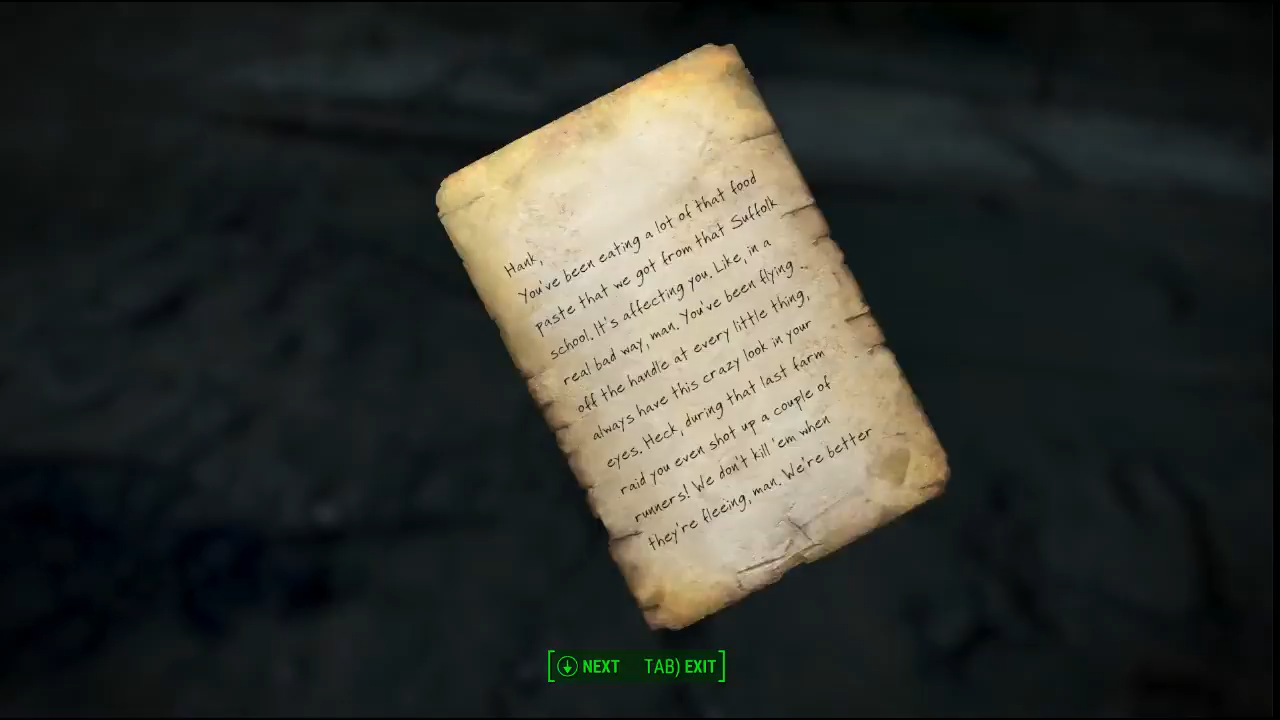 Hank,
You've been eating a lot of that food
paste that we got from that Suffolk
school. It's affecting you. Like, in a
real bad way, man. You've been flying
off the handle at every little thing,
always have this crazy look in your
eyes. Heck, during that last farm
raid you even shot up a couple of
runners! We don't kill 'em when
they're fleeing, man. We're better
NEXT TAB) EXIT